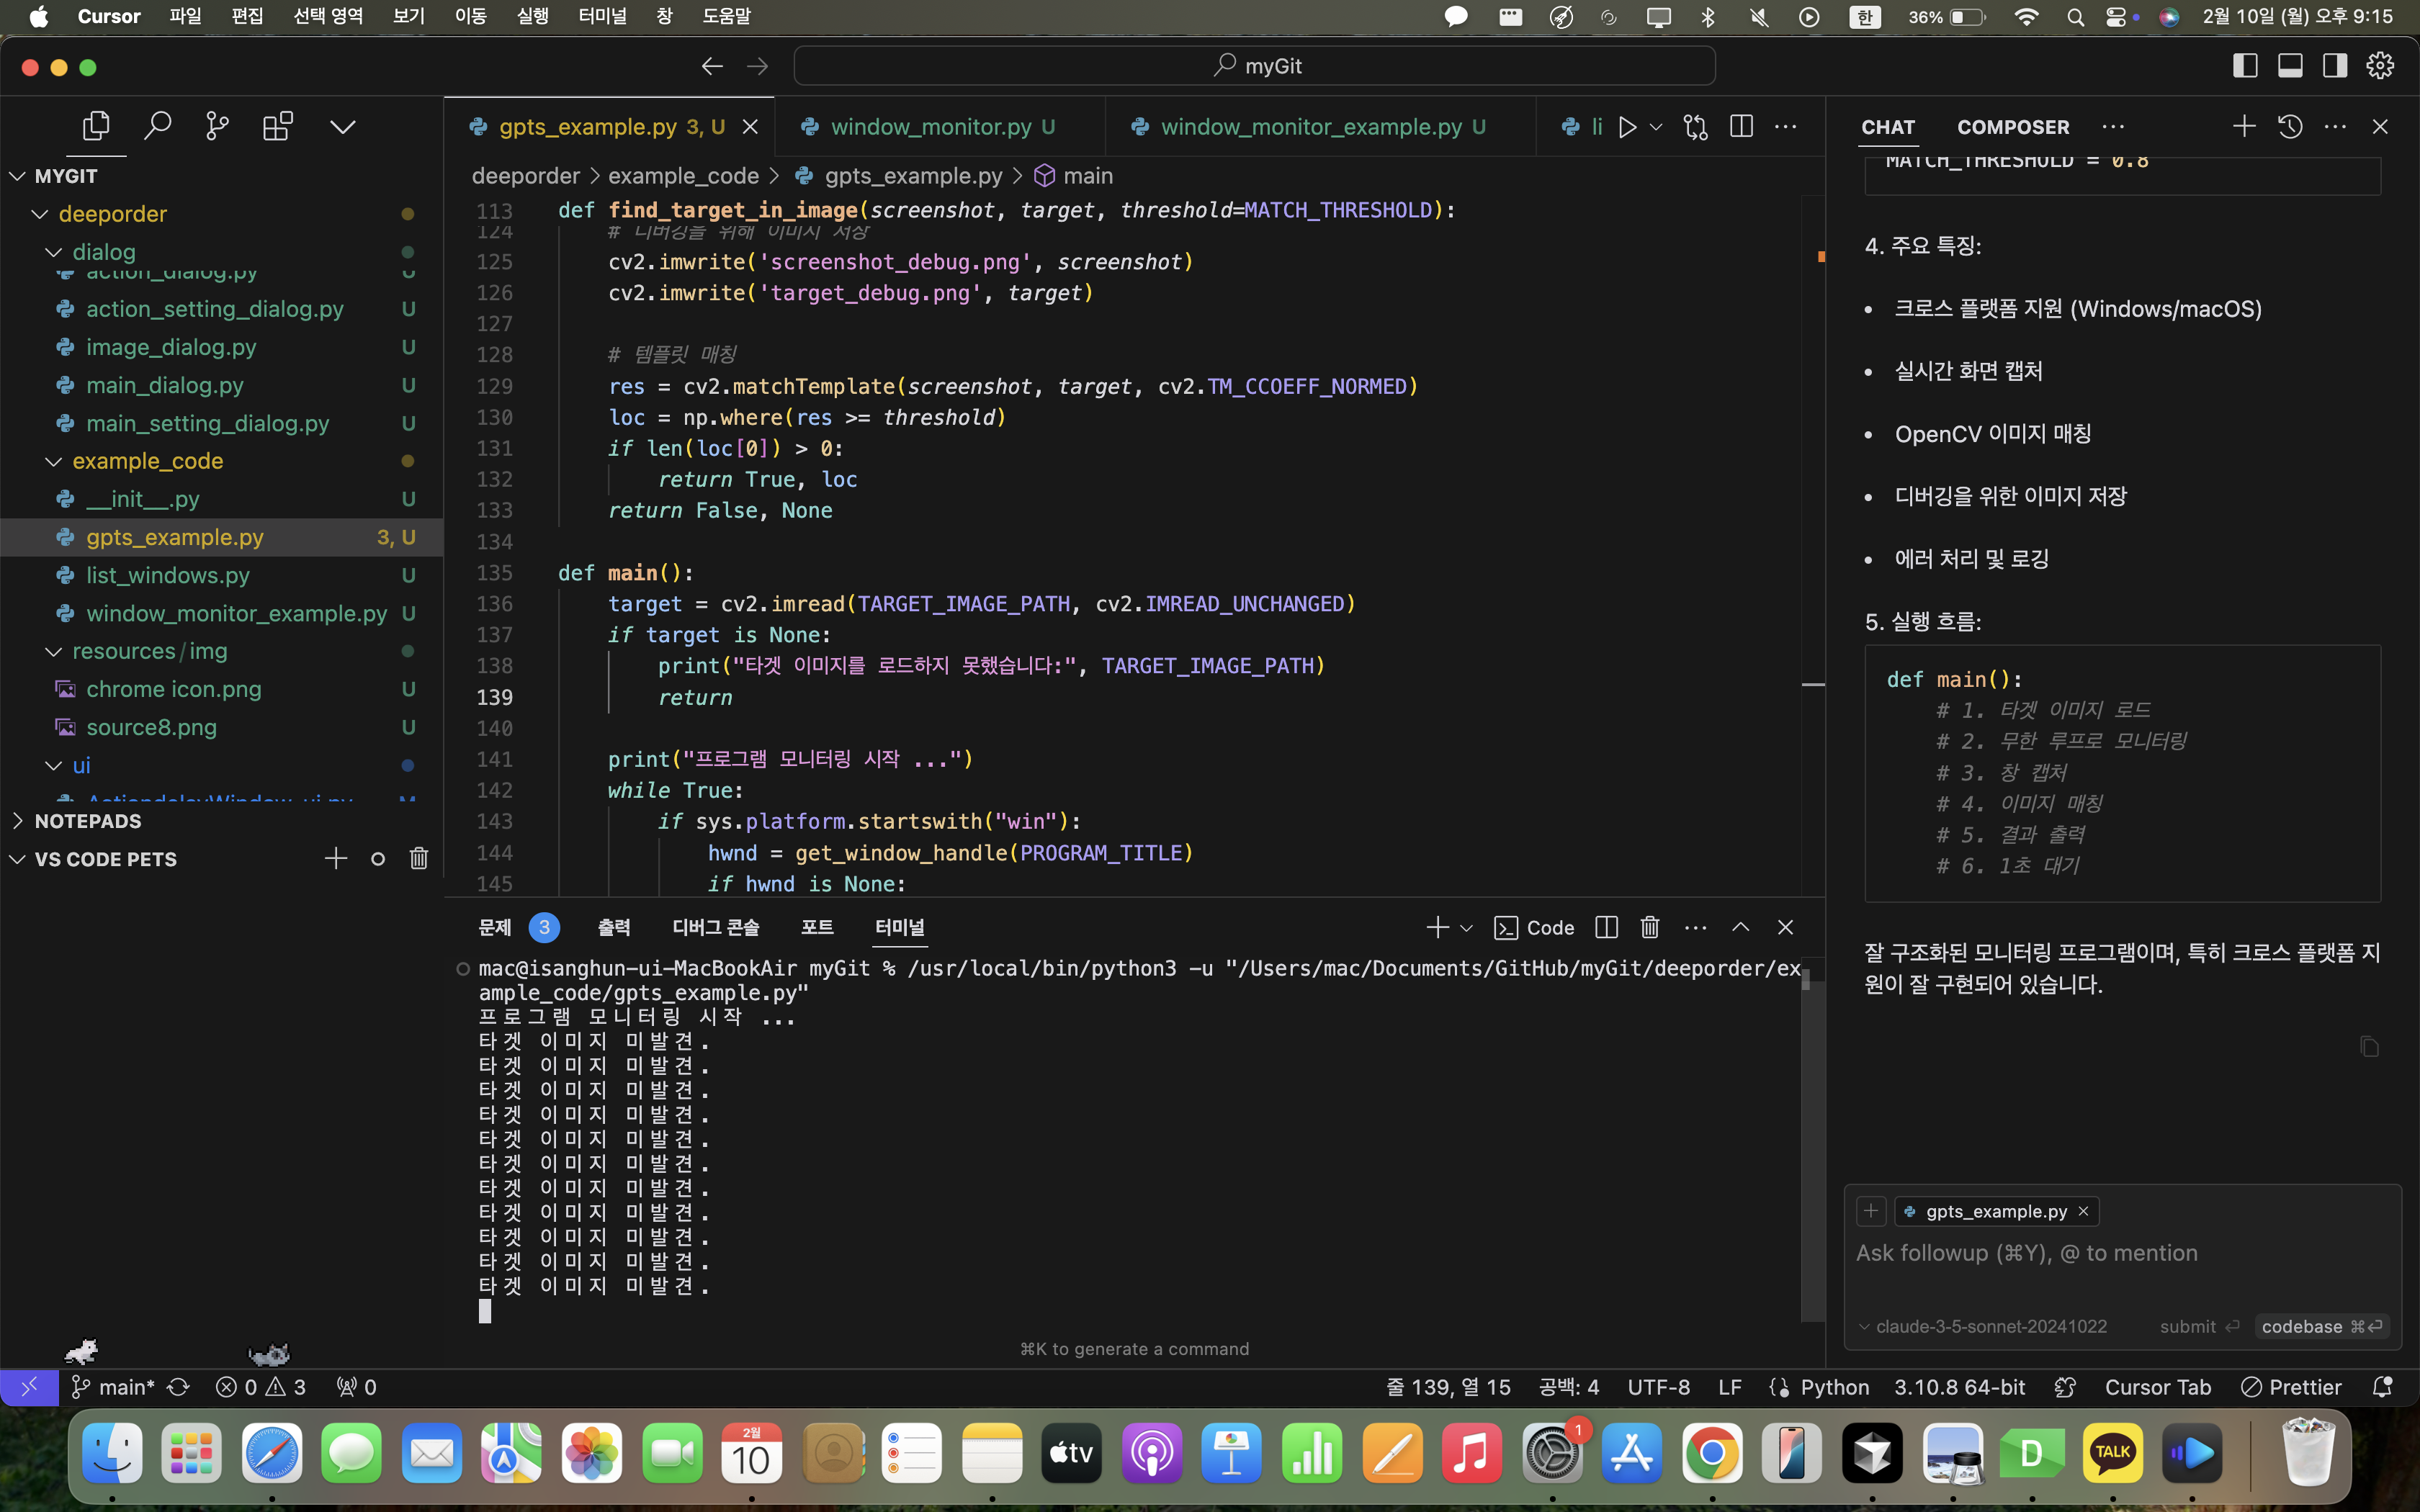 Cursor 파일 편집 선택 영역 보기 이동 실행 터미널 창 도움말
한 36% 2월 10일 (월) 오후 9:15
myGit
MYGIT
deeporder
dialog
action_dialog.py U
action_setting_dialog.py U
image_dialog.py U
main_dialog.py U
main_setting_dialog.py U
example_code
__init__.py U
gpts_example.py 3, U
list_windows.py U
window_monitor_example.py U
resources/img
chrome icon.png U
source8.png U
ui
ActiondelayWindow_ui.py M
NOTEPADS
VS CODE PETS
gpts_example.py 3, U
window_monitor.py U
window_monitor_example.py U
li
deeporder > example_code > gpts_example.py > main
113 def find_target_in_image(screenshot, target, threshold=MATCH_THRESHOLD):
124 # 디버깅을 위해 이미지 저장
125 cv2.imwrite('screenshot_debug.png', screenshot)
126 cv2.imwrite('target_debug.png', target)
127
128 # 템플릿 매칭
129 res = cv2.matchTemplate(screenshot, target, cv2.TM_CCOEFF_NORMED)
130 loc = np.where(res >= threshold)
131 if len(loc[0]) > 0:
132 return True, loc
133 return False, None
134
135 def main():
136 target = cv2.imread(TARGET_IMAGE_PATH, cv2.IMREAD_UNCHANGED)
137 if target is None:
138 print("타겟 이미지를 로드하지 못했습니다:", TARGET_IMAGE_PATH)
139 return
140
141 print("프로그램 모니터링 시작 ...")
142 while True:
143 if sys.platform.startswith("win"):
144 hwnd = get_window_handle(PROGRAM_TITLE)
145 if hwnd is None:
문제 3 출력 디버그 콘솔 포트 터미널
Code
mac@isanghun-ui-MacBookAir myGit % /usr/local/bin/python3 -u "/Users/mac/Documents/GitHub/myGit/deeporder/ex
ample_code/gpts_example.py"
프로그램 모니터링 시작 ...
타겟 이미지 미발견.
타겟 이미지 미발견.
타겟 이미지 미발견.
타겟 이미지 미발견.
타겟 이미지 미발견.
타겟 이미지 미발견.
타겟 이미지 미발견.
타겟 이미지 미발견.
타겟 이미지 미발견.
타겟 이미지 미발견.
타겟 이미지 미발견.
⌘K to generate a command
CHAT COMPOSER
MATCH_THRESHOLD = 0.8
4. 주요 특징:
• 크로스 플랫폼 지원 (Windows/macOS)
• 실시간 화면 캡처
• OpenCV 이미지 매칭
• 디버깅을 위한 이미지 저장
• 에러 처리 및 로깅
5. 실행 흐름:
def main():
# 1. 타겟 이미지 로드
# 2. 무한 루프로 모니터링
# 3. 창 캡처
# 4. 이미지 매칭
# 5. 결과 출력
# 6. 1초 대기
잘 구조화된 모니터링 프로그램이며, 특히 크로스 플랫폼 지
원이 잘 구현되어 있습니다.
gpts_example.py
Ask followup (⌘Y), @ to mention
claude-3-5-sonnet-20241022 submit ⏎ codebase ⌘⏎
main* 0 3 0
줄 139, 열 15 공백: 4 UTF-8 LF Python 3.10.8 64-bit Cursor Tab Prettier
2월
10
tv
1
D
TALK